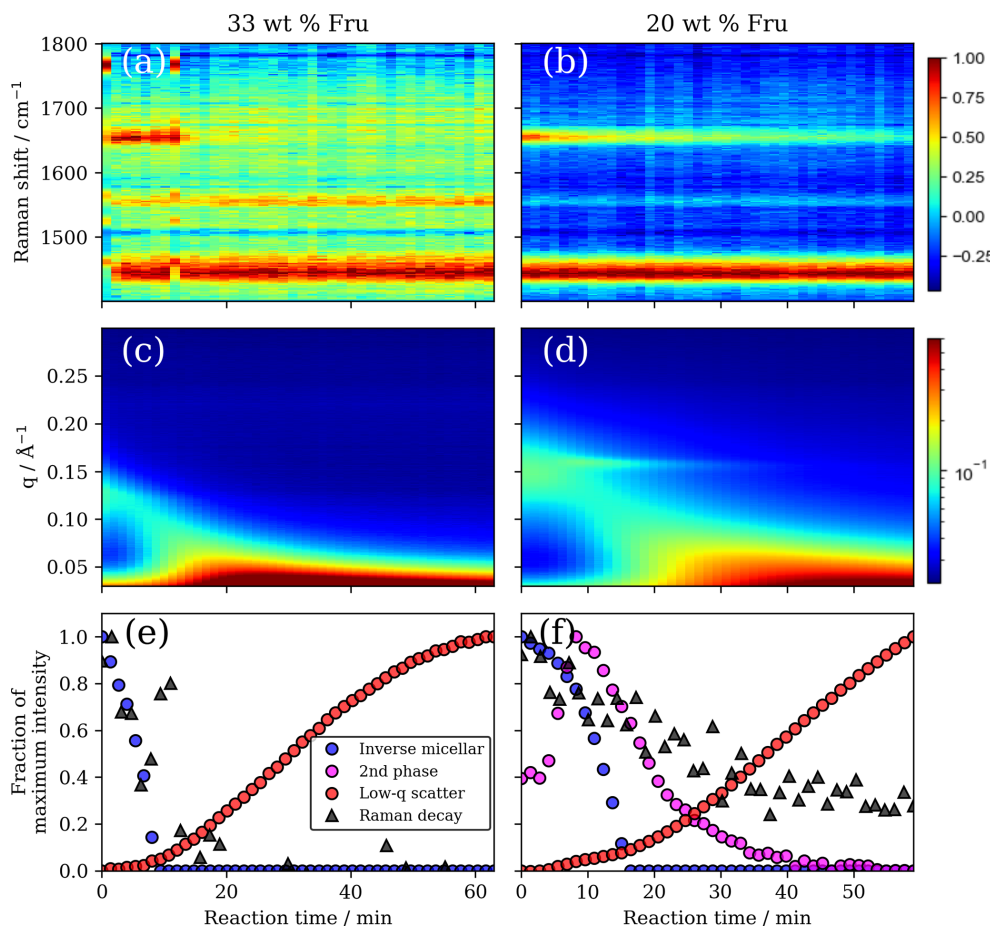 33 wt % Fru
20 wt % Fru
Raman shift / cm⁻¹
1800
1700
1600
1500
(a)
(b)
1.00
0.75
0.50
0.25
0.00
−0.25
q / Å⁻¹
0.25
0.20
0.15
0.10
0.05
(c)
(d)
10⁻¹
Fraction of
maximum intensity
1.0
0.8
0.6
0.4
0.2
0.0
(e)
(f)
Inverse micellar
2nd phase
Low-q scatter
Raman decay
0 20 40 60
0 10 20 30 40 50
Reaction time / min
Reaction time / min